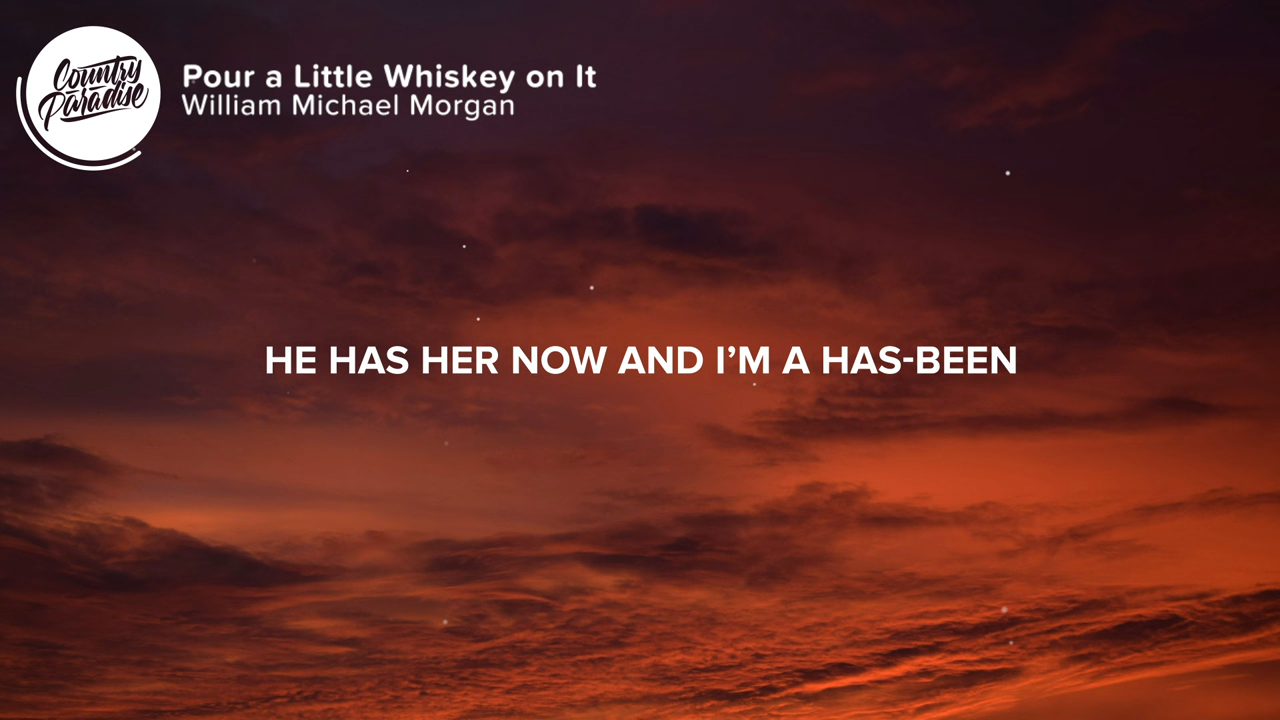 Country
Paradise
Pour a Little Whiskey on It
William Michael Morgan
HE HAS HER NOW AND I’M A HAS-BEEN